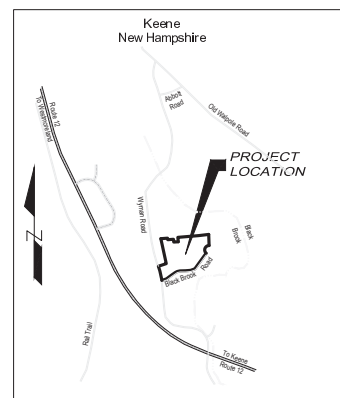 Keene
New Hampshire
Abbott
Road
Old Walpole Road
Route 12
To Westmoreland
PROJECT
LOCATION
Wyman Road
Black
Brook
Black Brook Road
N
Rail Trail
To Keene
Route 12